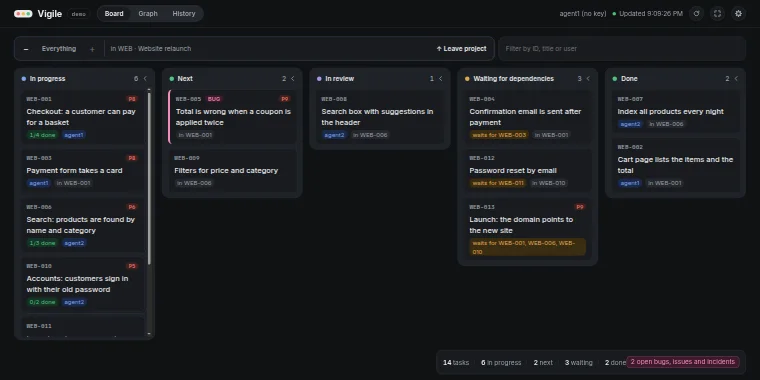 Vigile
demo
Board
Graph
History
agent1 (no key)
Updated 9:09:26 PM
Everything
in WEB · Website relaunch
↑ Leave project
Filter by ID, title or user
In progress
6
WEB-001
P8
Checkout: a customer can pay
for a basket
1/4 done
agent1
WEB-003
P8
Payment form takes a card
agent1
in WEB-001
WEB-006
P6
Search: products are found by
name and category
1/3 done
agent2
WEB-010
P5
Accounts: customers sign in
with their old password
0/2 done
agent2
WEB-011
Next
2
WEB-005
BUG
P9
Total is wrong when a coupon is
applied twice
in WEB-001
WEB-009
Filters for price and category
in WEB-006
In review
1
WEB-008
Search box with suggestions in
the header
agent2
in WEB-006
Waiting for dependencies
3
WEB-004
Confirmation email is sent after
payment
waits for WEB-003
in WEB-001
WEB-012
Password reset by email
waits for WEB-011
in WEB-010
WEB-013
P9
Launch: the domain points to
the new site
waits for WEB-001, WEB-006, WEB-
010
Done
2
WEB-007
Index all products every night
agent2
in WEB-006
WEB-002
Cart page lists the items and the
total
agent1
in WEB-001
14 tasks
6 in progress
2 next
3 waiting
2 done
2 open bugs, issues and incidents